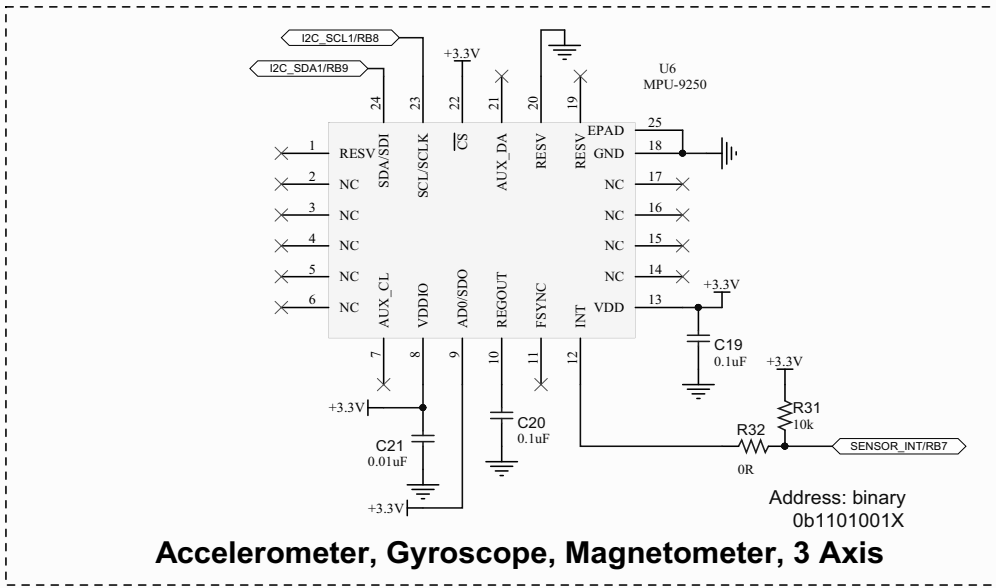 I2C_SCL1/RB8
I2C_SDA1/RB9
+3.3V
U6
MPU-9250
24
23
22
21
20
19
SDA/SDI
SCL/SCLK
CS
AUX_DA
RESV
RESV
EPAD 25
1 RESV
GND 18
2 NC
NC 17
3 NC
NC 16
4 NC
NC 15
5 NC
NC 14
6 NC
VDD 13
+3.3V
AUX_CL
VDDIO
AD0/SDO
REGOUT
FSYNC
INT
7
8
9
10
11
12
C19
0.1uF
+3.3V
+3.3V
R31
10k
C20
0.1uF
C21
0.01uF
R32
0R
SENSOR_INT/RB7
+3.3V
Address: binary
0b1101001X
Accelerometer, Gyroscope, Magnetometer, 3 Axis